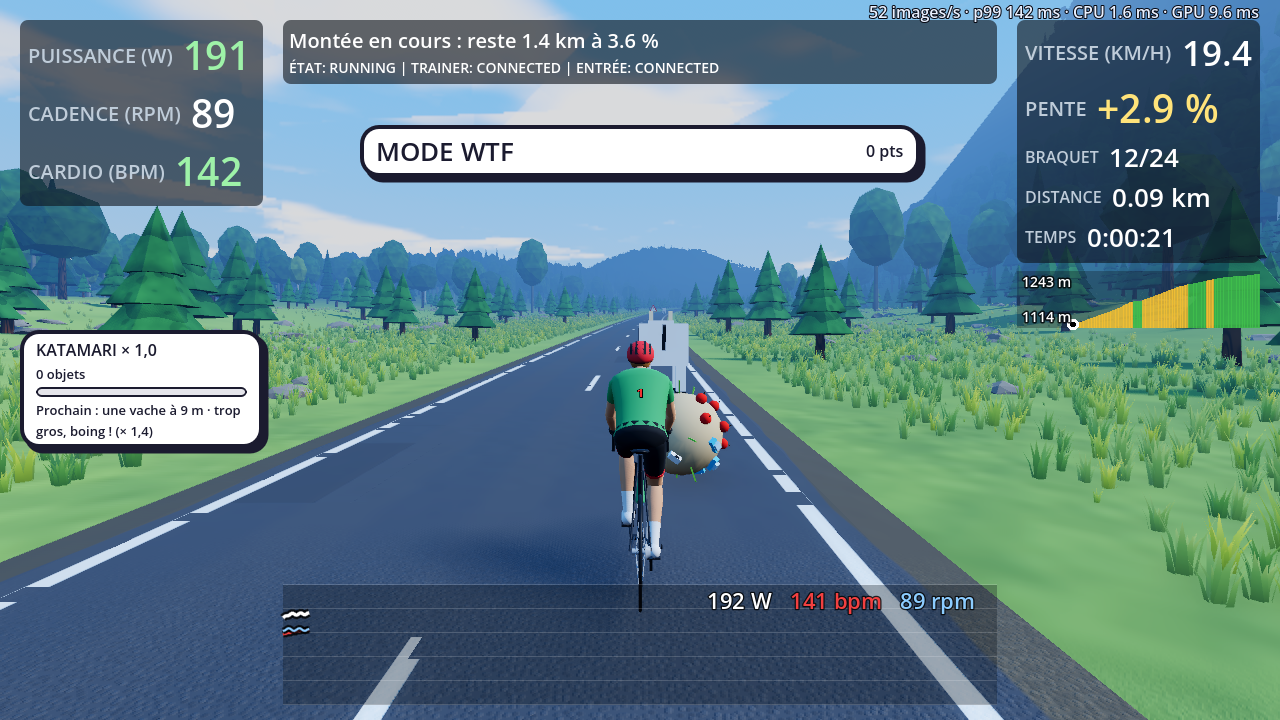 52 images/s · p99 142 ms · CPU 1.6 ms · GPU 9.6 ms
PUISSANCE (W) 191
CADENCE (RPM) 89
CARDIO (BPM) 142
Montée en cours : reste 1.4 km à 3.6 %
ÉTAT: RUNNING | TRAINER: CONNECTED | ENTRÉE: CONNECTED
MODE WTF 0 pts
VITESSE (KM/H) 19.4
PENTE +2.9 %
BRAQUET 12/24
DISTANCE 0.09 km
TEMPS 0:00:21
1243 m
1114 m
KATAMARI × 1,0
0 objets
Prochain : une vache à 9 m · trop
gros, boing ! (× 1,4)
1
192 W 141 bpm 89 rpm